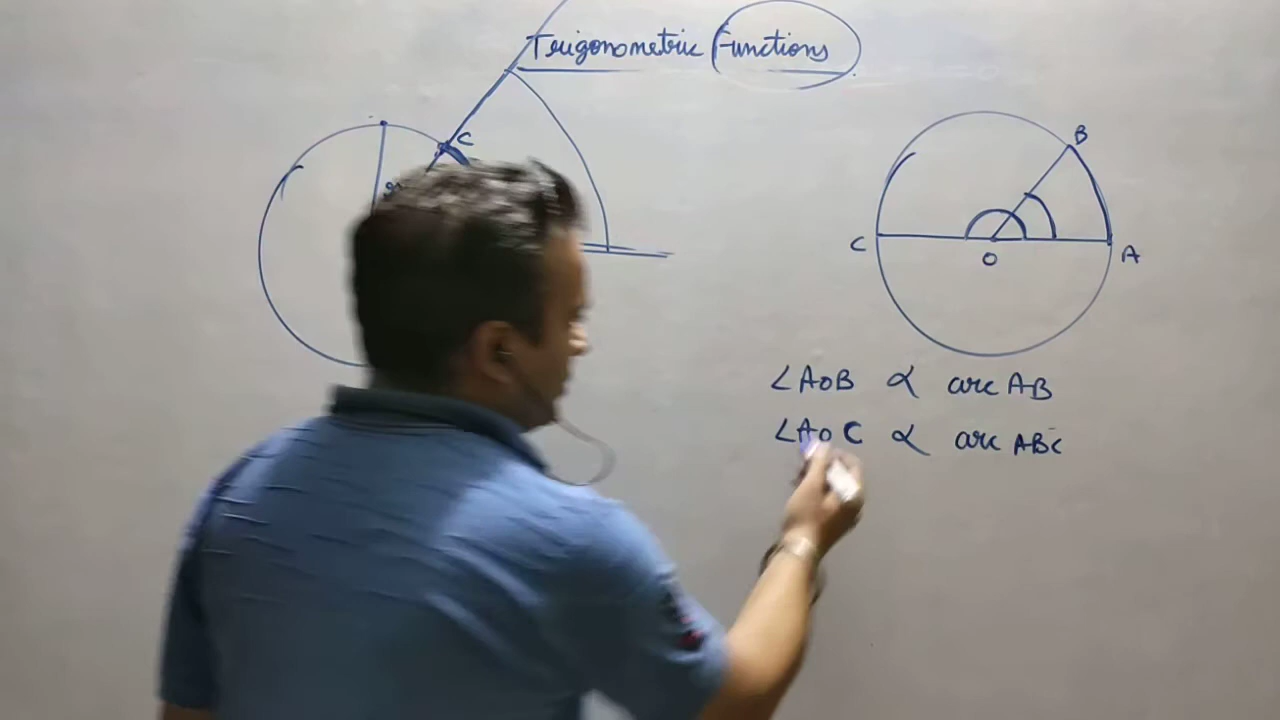 Trigonometric Functions
C
r
B
C
O
A
∠AOB ∝ arc AB
∠AOC ∝ arc ABC